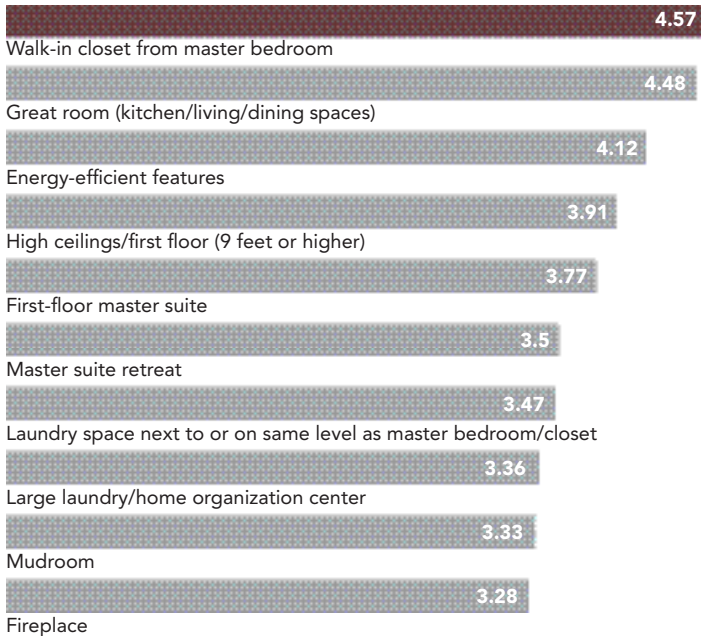 4.57
Walk-in closet from master bedroom
4.48
Great room (kitchen/living/dining spaces)
4.12
Energy-efficient features
3.91
High ceilings/first floor (9 feet or higher)
3.77
First-floor master suite
3.5
Master suite retreat
3.47
Laundry space next to or on same level as master bedroom/closet
3.36
Large laundry/home organization center
3.33
Mudroom
3.28
Fireplace